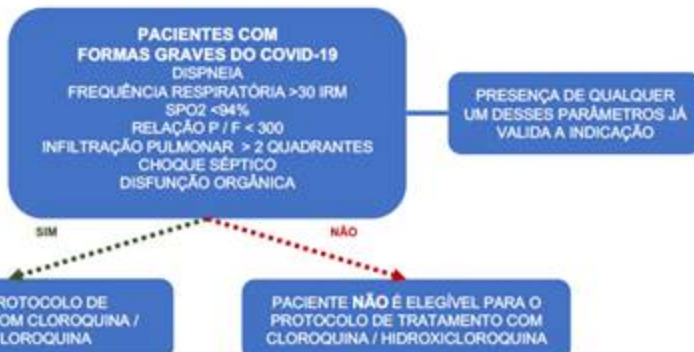 PACIENTES COM
FORMAS GRAVES DO COVID-19
DISPNEIA
FREQUÊNCIA RESPIRATÓRIA >30 IRM
SPO2 <94%
RELAÇÃO P / F < 300
INFILTRAÇÃO PULMONAR > 2 QUADRANTES
CHOQUE SÉPTICO
DISFUNÇÃO ORGÂNICA
PRESENÇA DE QUALQUER
UM DESSES PARÂMETROS JÁ
VALIDA A INDICAÇÃO
SIM
NÃO
ROTOCOLO DE
OM CLOROQUINA /
LOROQUINA
PACIENTE NÃO É ELEGÍVEL PARA O
PROTOCOLO DE TRATAMENTO COM
CLOROQUINA / HIDROXICLOROQUINA